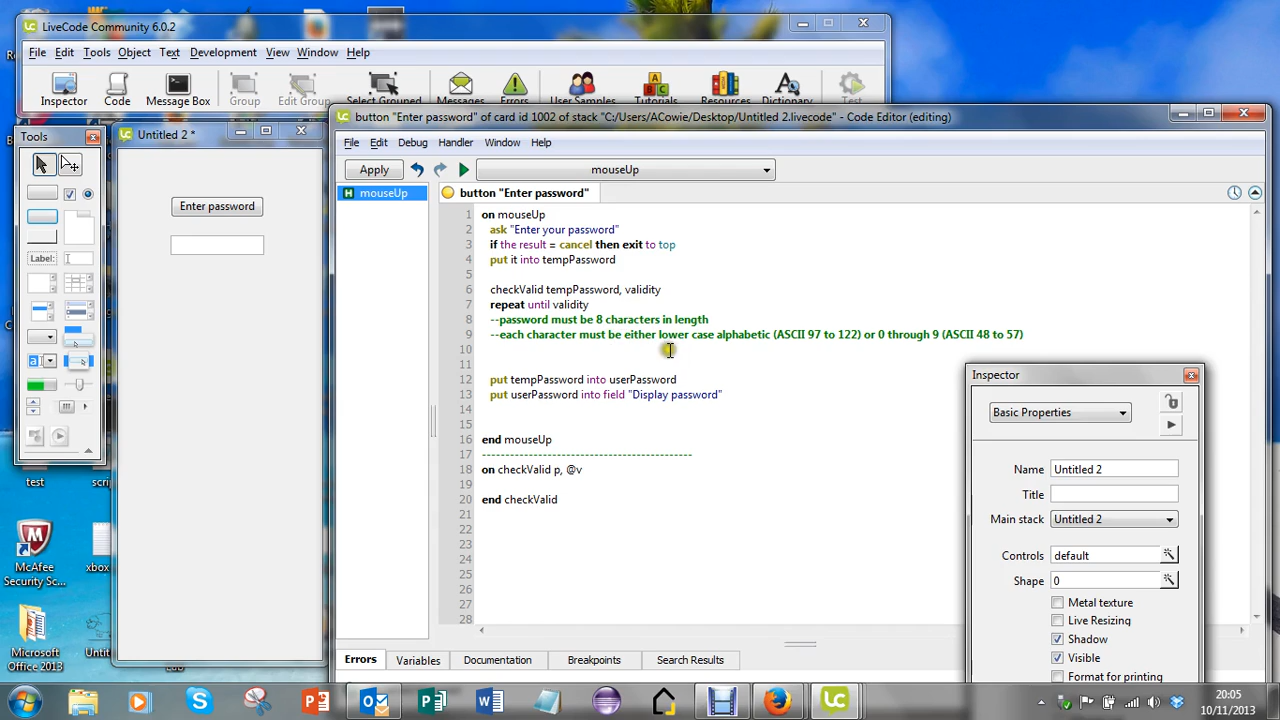 LiveCode Community 6.0.2
File Edit Tools Object Text Development View Window Help
Inspector Code Message Box Group Edit Group Select Grouped Messages Errors User Samples Tutorials Resources Dictionary Test
button "Enter password" of card id 1002 of stack "C:/Users/ACowie/Desktop/Untitled 2.livecode" - Code Editor (editing)
Tools
Untitled 2 *
File Edit Debug Handler Window Help
Apply
mouseUp
mouseUp
button "Enter password"
Enter password
Label:
1 on mouseUp
2 ask "Enter your password"
3 if the result = cancel then exit to top
4 put it into tempPassword
5
6 checkValid tempPassword, validity
7 repeat until validity
8 --password must be 8 characters in length
9 --each character must be either lower case alphabetic (ASCII 97 to 122) or 0 through 9 (ASCII 48 to 57)
10
11
12 put tempPassword into userPassword
13 put userPassword into field "Display password"
14
15
16 end mouseUp
17 --------------------------------------------
18 on checkValid p, @v
19
20 end checkValid
21
22
23
24
25
26
27
28
Inspector
Basic Properties
Name Untitled 2
Title
Main stack Untitled 2
Controls default
Shape 0
Metal texture
Live Resizing
Shadow
Visible
Format for printing
Errors Variables Documentation Breakpoints Search Results
test
McAfee
Security Sc...
xbox
Microsoft
Office 2013
20:05
10/11/2013